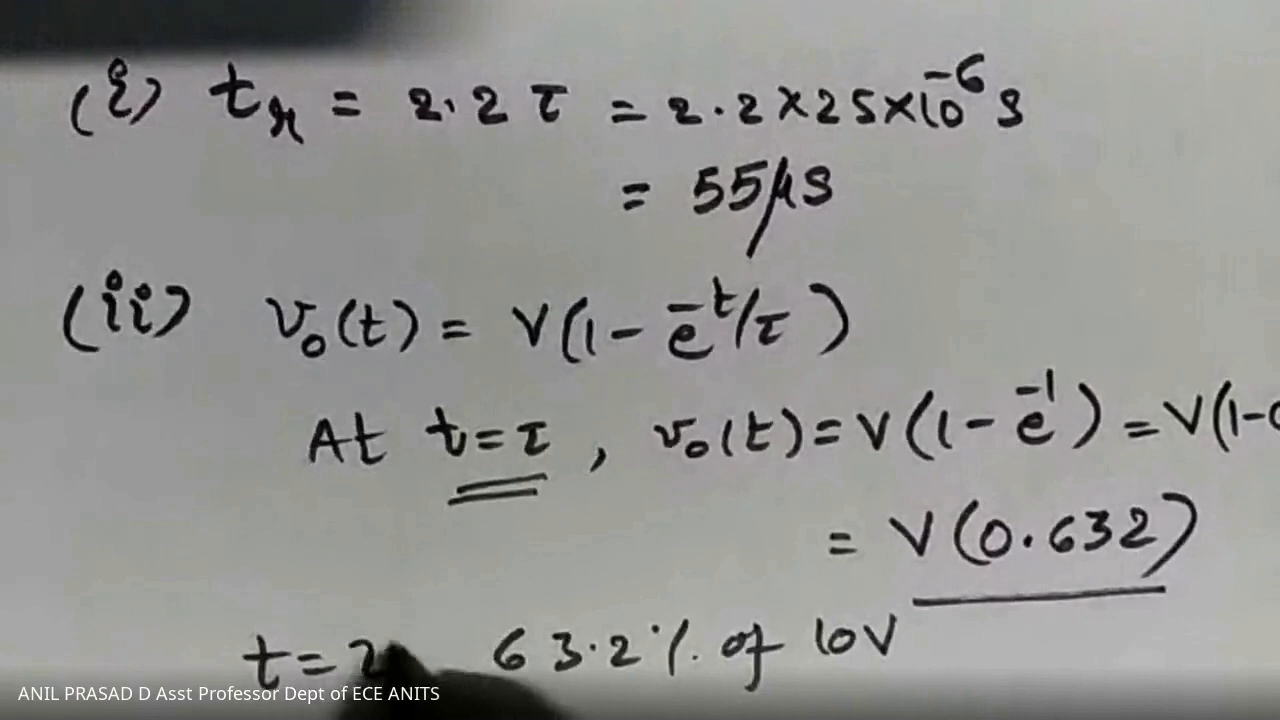 (i) tr = 2.2 τ = 2.2×25×10⁻⁶ s
= 55 μs
(ii) v₀(t) = V(1 - e⁻ᵗ/τ)
At t=τ, v₀(t) = V(1 - e⁻¹) = V(1-
= V(0.632)
t=2 63.2% of 10V
ANIL PRASAD D Asst Professor Dept of ECE ANITS